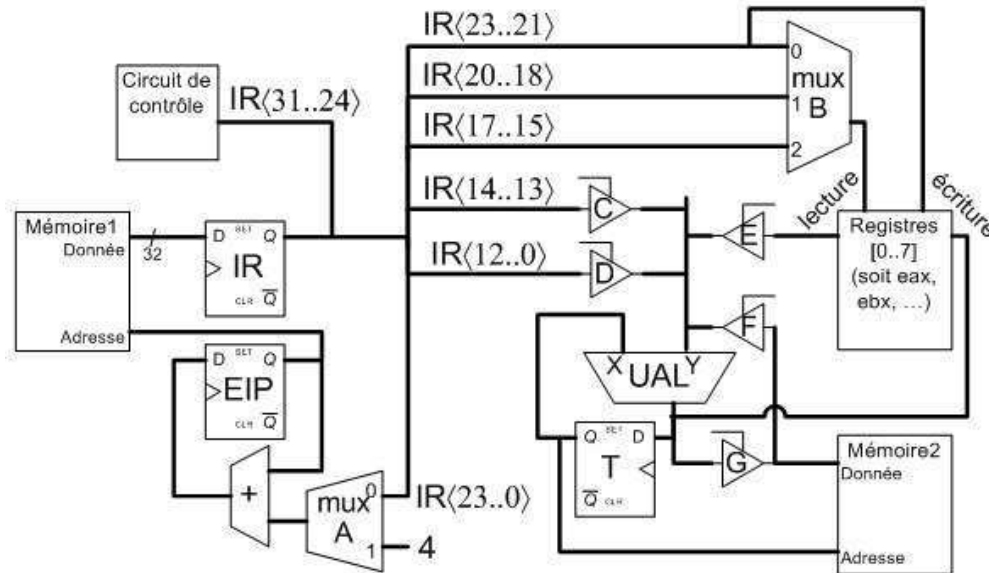 IR⟨23..21⟩
0
mux
B
1
2
IR⟨20..18⟩
IR⟨17..15⟩
Circuit de
contrôle
IR⟨31..24⟩
IR⟨14..13⟩
C
IR⟨12..0⟩
D
E
F
lecture
écriture
Registres
[0..7]
(soit eax,
ebx, ...)
Mémoire1
Donnée
32
Adresse
D SET Q
IR
CLR Q̅
D SET Q
EIP
CLR Q̅
+
mux
A
0
1
IR⟨23..0⟩
4
X UAL Y
Q SET D
T
Q̅ CLR
G
Mémoire2
Donnée
Adresse